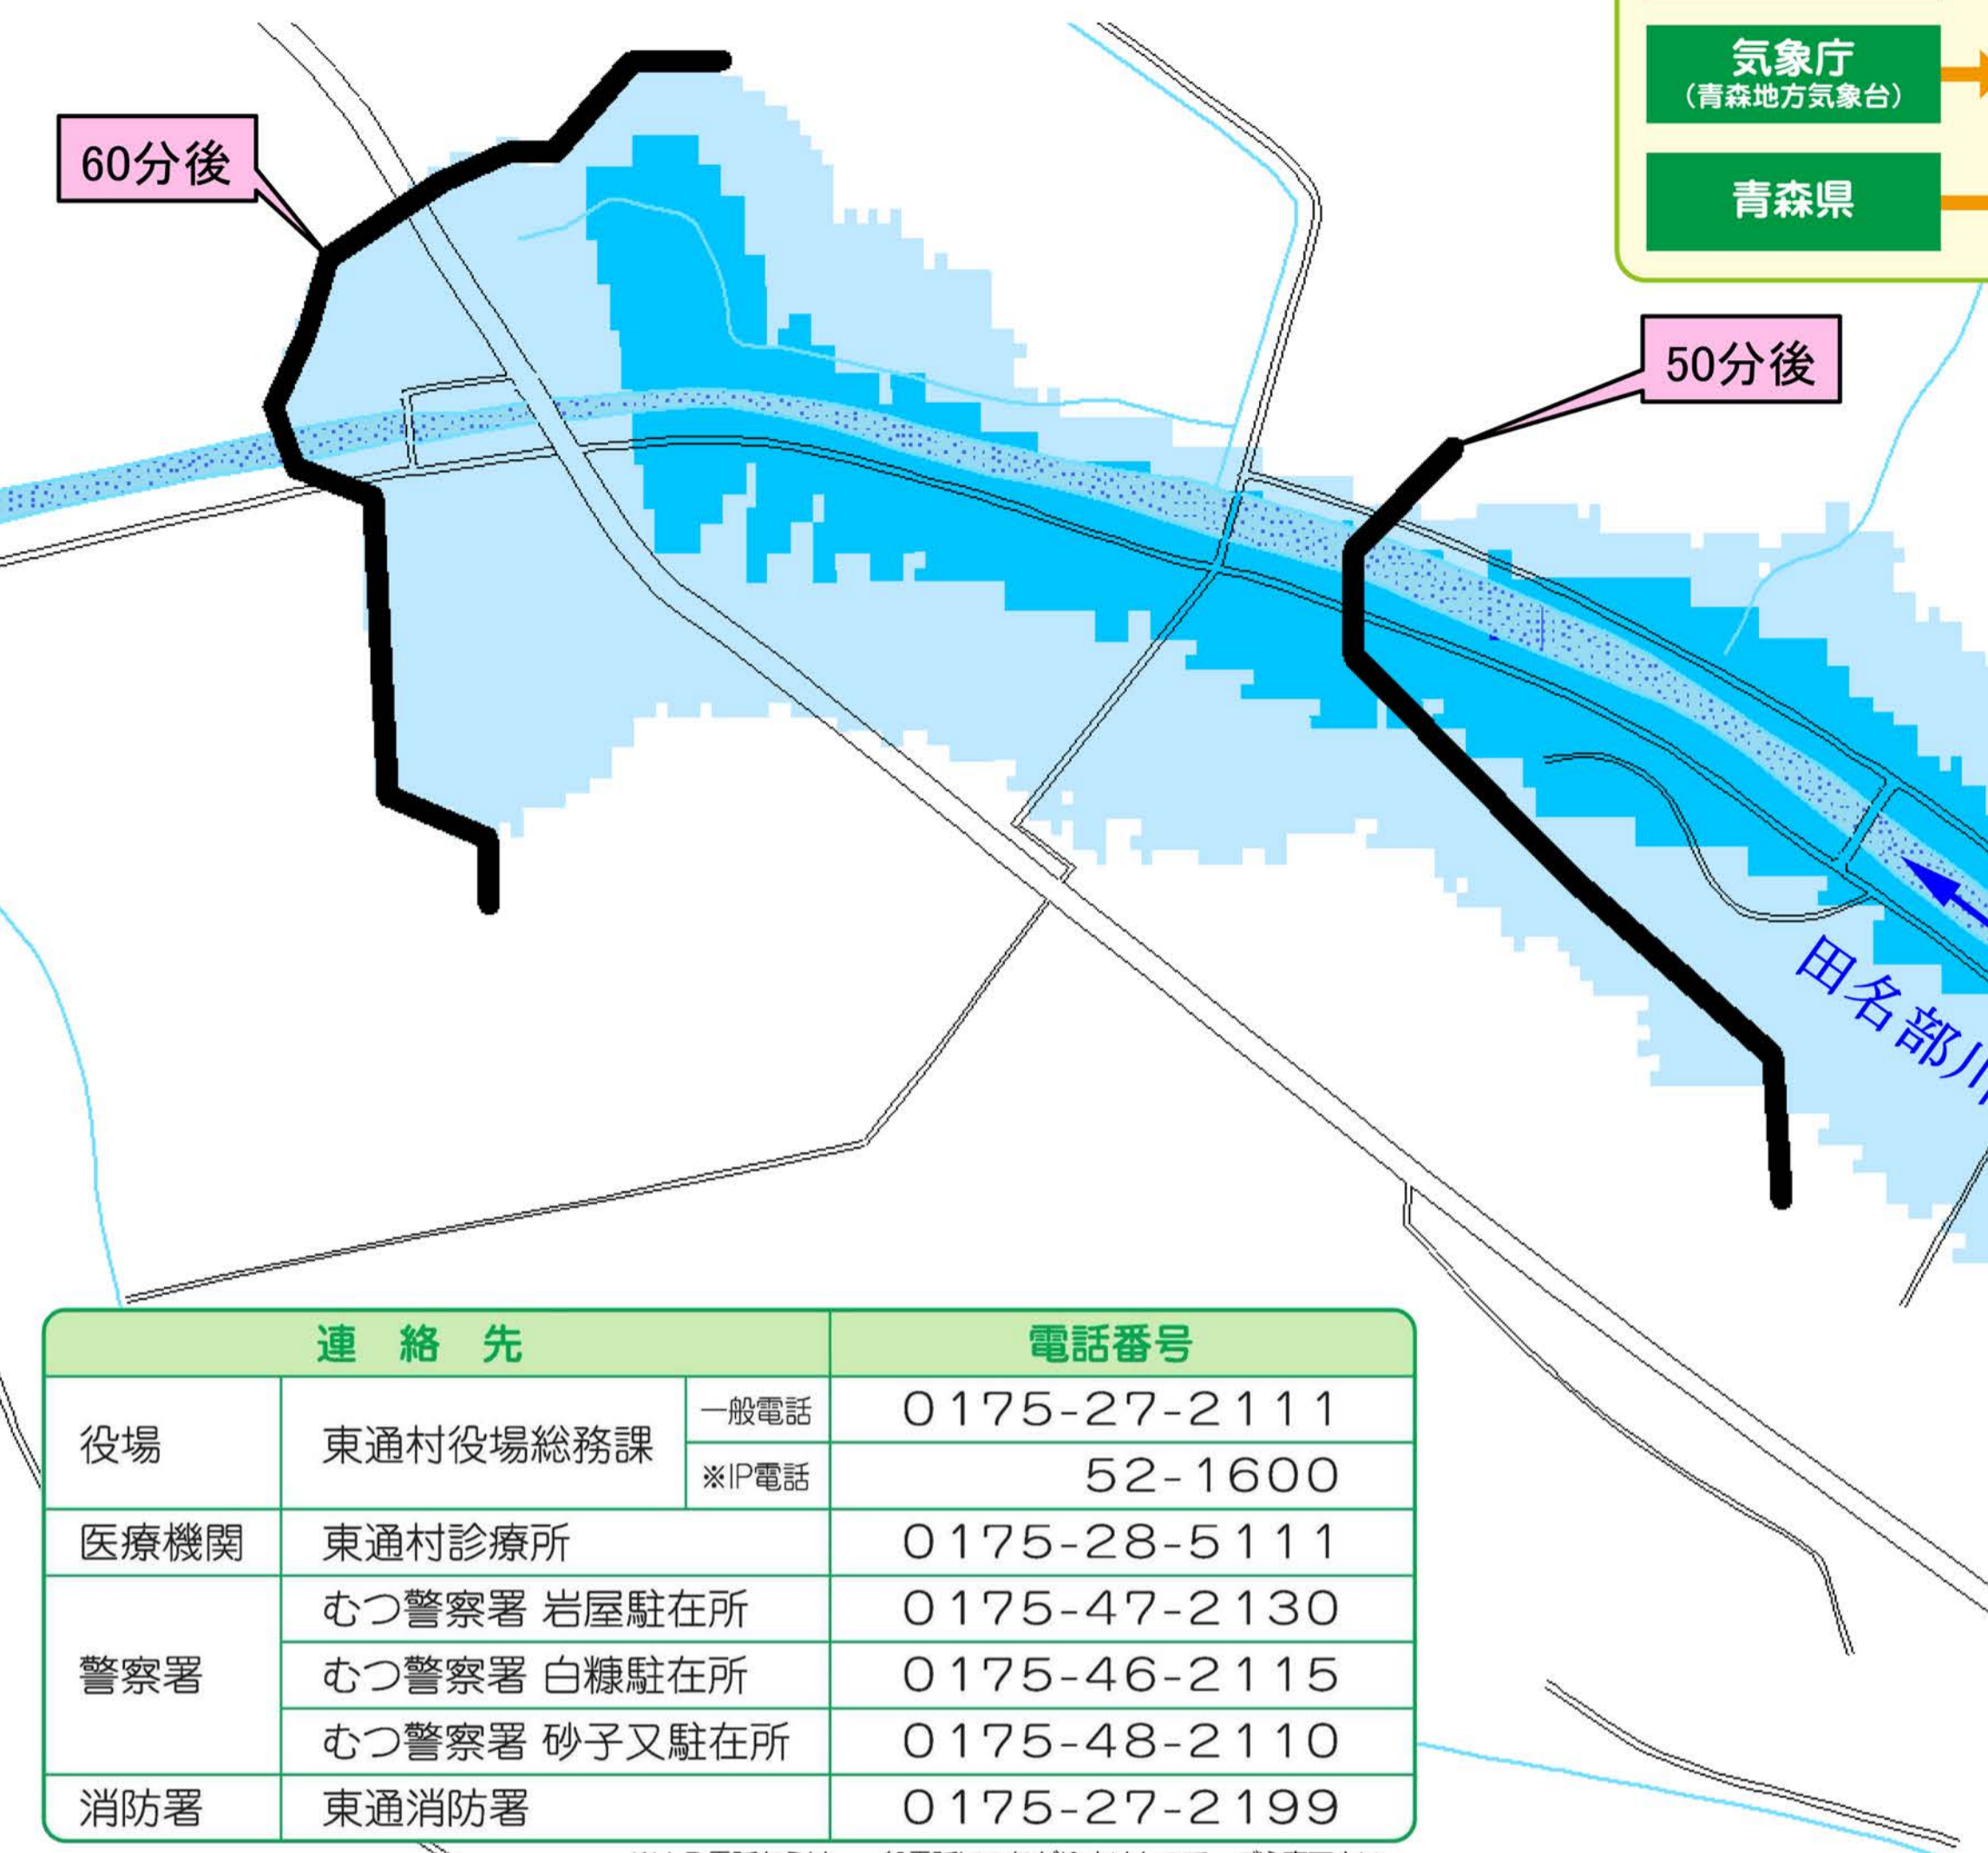 気象庁
（青森地方気象台）
青森県
60分後
50分後
田名部川
連絡先 電話番号
役場 東通村役場総務課 一般電話 0175-27-2111
※IP電話 52-1600
医療機関 東通村診療所 0175-28-5111
警察署 むつ警察署 岩屋駐在所 0175-47-2130
むつ警察署 白糠駐在所 0175-46-2115
むつ警察署 砂子又駐在所 0175-48-2110
消防署 東通消防署 0175-27-2199